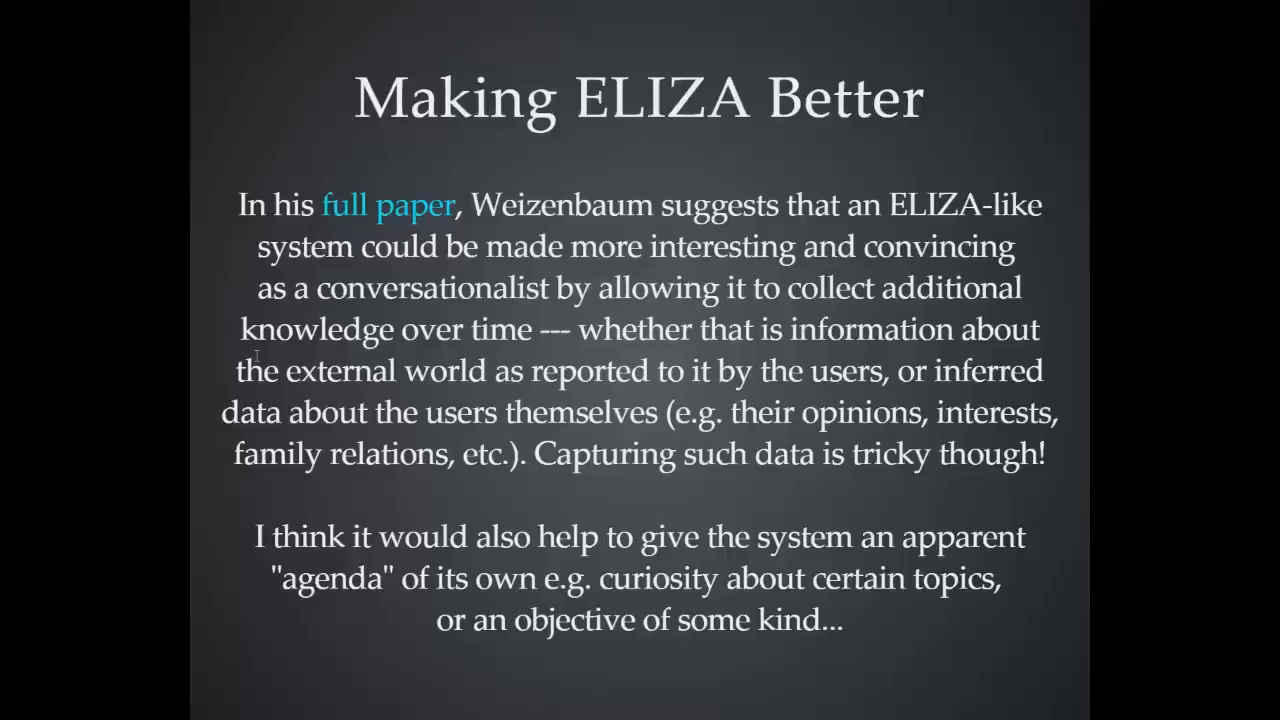 Making ELIZA Better
In his full paper, Weizenbaum suggests that an ELIZA-like
system could be made more interesting and convincing
as a conversationalist by allowing it to collect additional
knowledge over time --- whether that is information about
the external world as reported to it by the users, or inferred
data about the users themselves (e.g. their opinions, interests,
family relations, etc.). Capturing such data is tricky though!
I think it would also help to give the system an apparent
"agenda" of its own e.g. curiosity about certain topics,
or an objective of some kind...